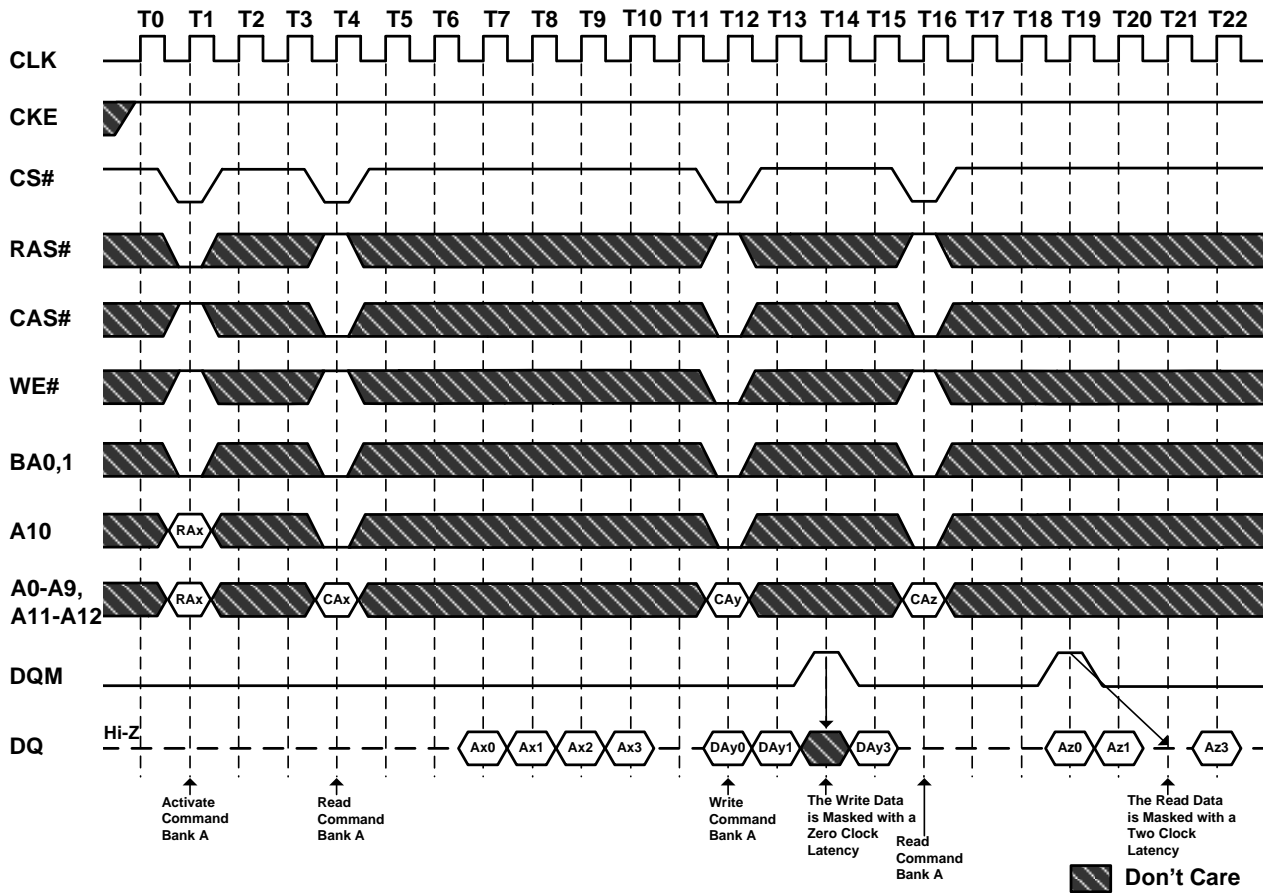 T0 T1 T2 T3 T4 T5 T6 T7 T8 T9 T10 T11 T12 T13 T14 T15 T16 T17 T18 T19 T20 T21 T22
CLK
CKE
CS#
RAS#
CAS#
WE#
BA0,1
A10 RAx
A0-A9,
A11-A12 RAx CAx CAy CAz
DQM
DQ Hi-Z Ax0 Ax1 Ax2 Ax3 DAy0 DAy1 DAy3 Az0 Az1 Az3
Activate
Command
Bank A
Read
Command
Bank A
Write
Command
Bank A
The Write Data
is Masked with a
Zero Clock
Latency
Read
Command
Bank A
The Read Data
is Masked with a
Two Clock
Latency
Don't Care